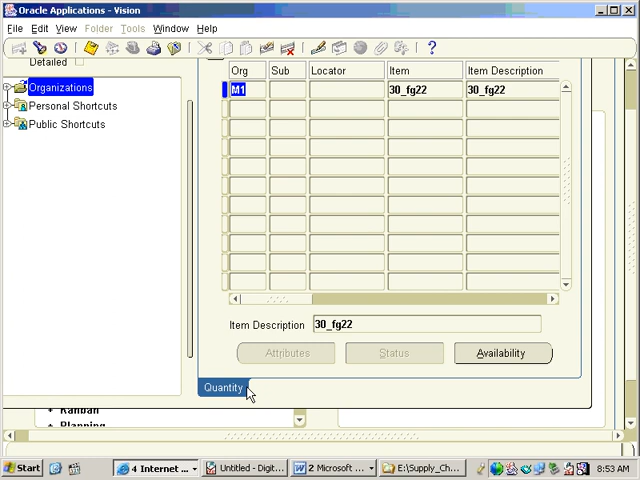 Oracle Applications - Vision
File Edit View Folder Tools Window Help
Detailed
Organizations
Personal Shortcuts
Public Shortcuts
Org Sub Locator Item Item Description
M1 30_fg22 30_fg22
Item Description 30_fg22
Attributes Status Availability
Quantity
Kanban
Planning
Start 4 Internet ... Untitled - Digit... 2 Microsoft ... E:\Supply_Ch... 8:53 AM